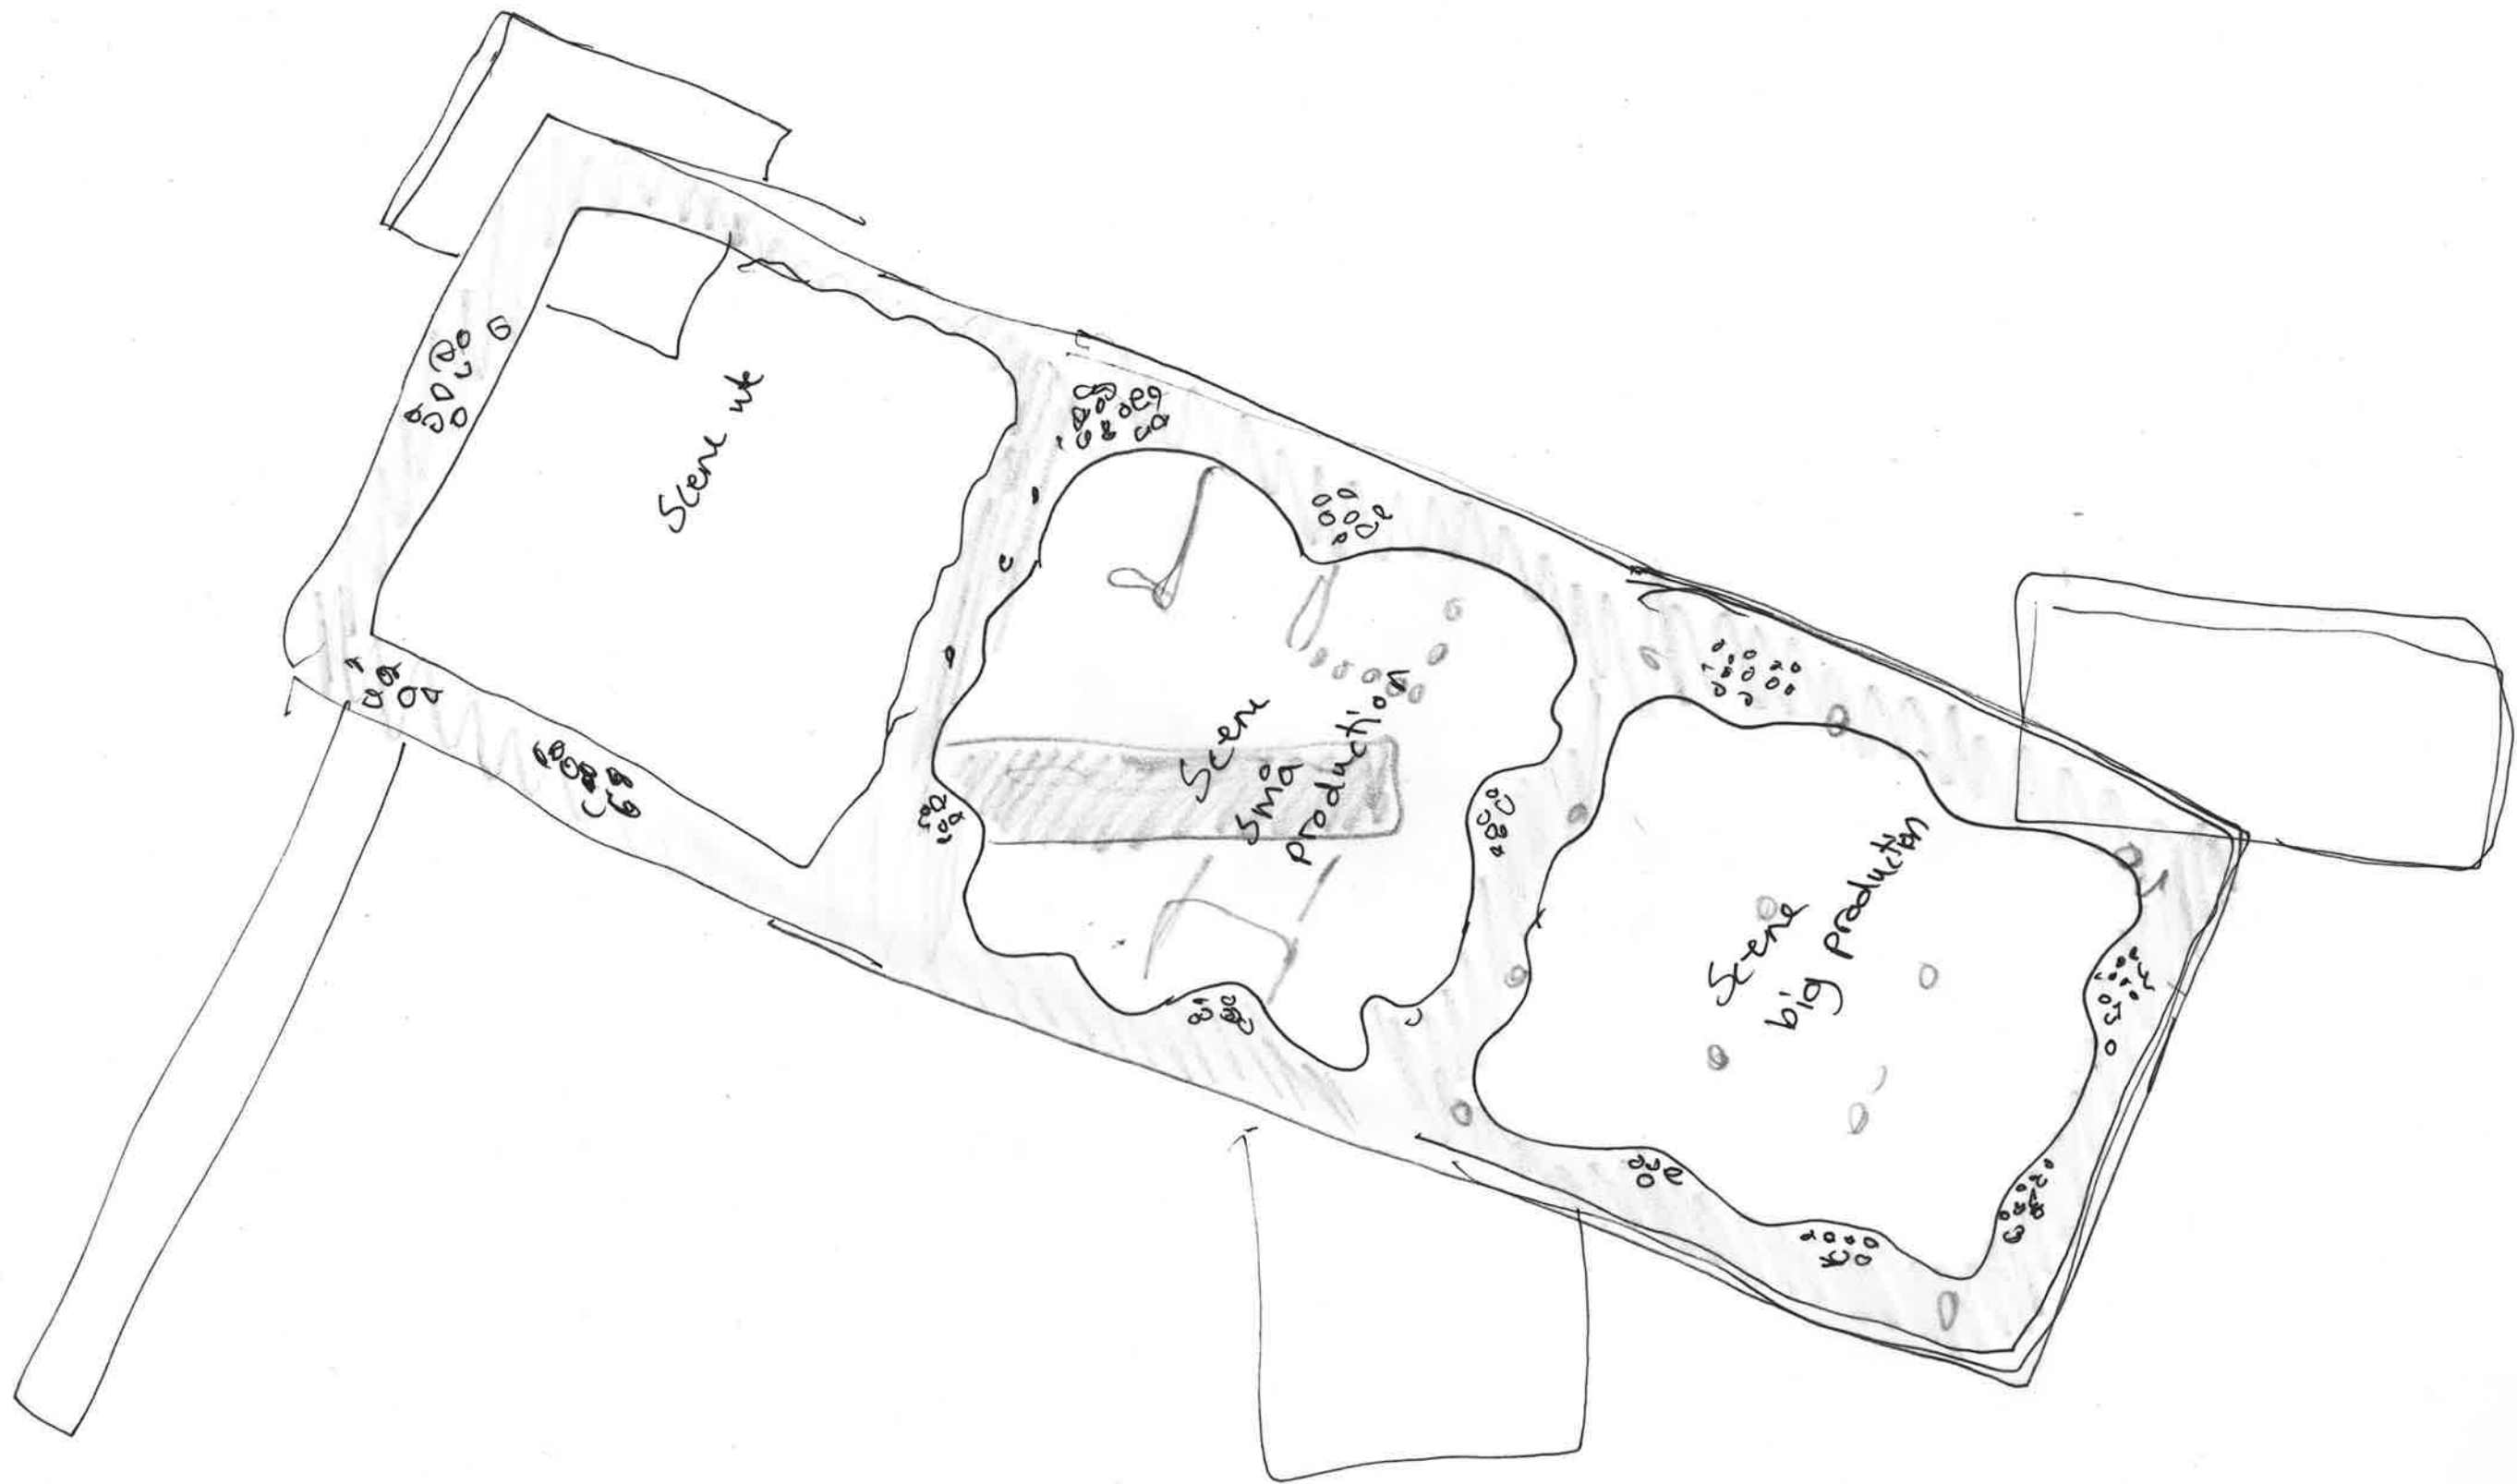 Scene ute
Scene
små
production
Scene
big production